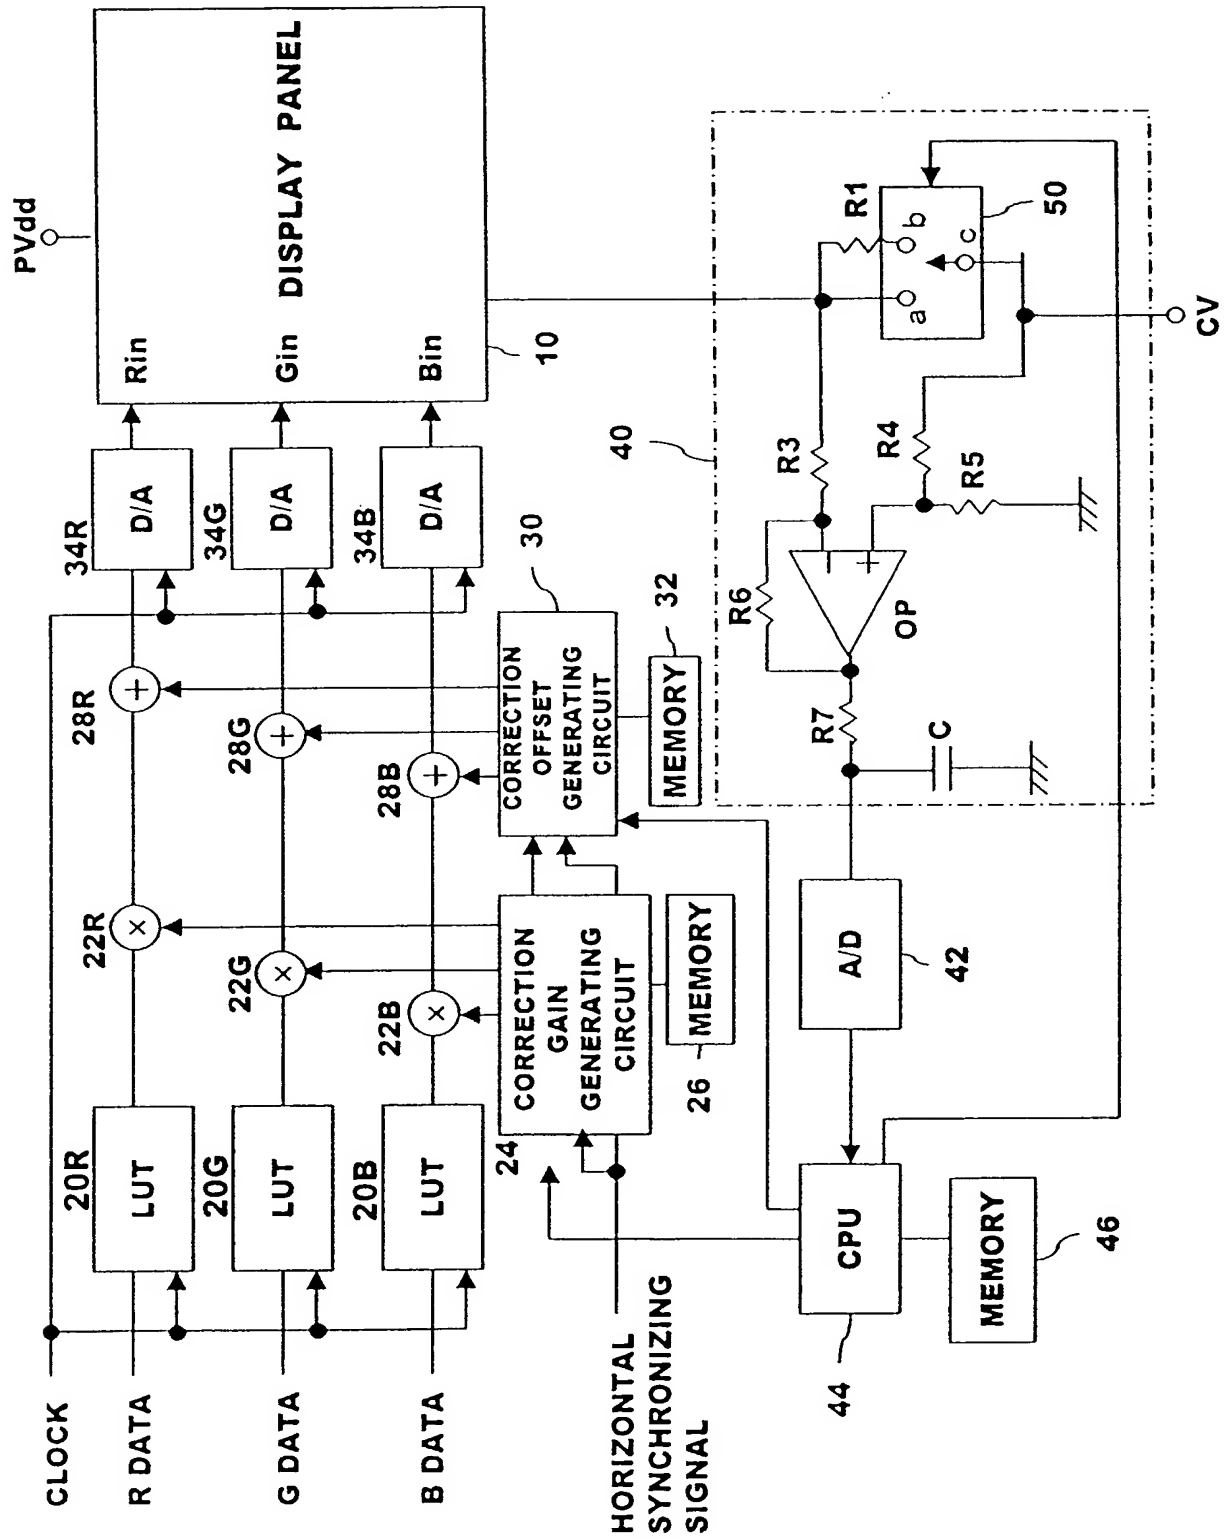 CLOCK
R DATA
G DATA
B DATA
HORIZONTAL
SYNCHRONIZING
SIGNAL
20R
LUT
20G
LUT
20B
LUT
22R
×
22G
×
22B
×
24
CORRECTION
GAIN
GENERATING
CIRCUIT
MEMORY
26
28R
+
28G
+
28B
+
CORRECTION
OFFSET
GENERATING
CIRCUIT
30
MEMORY
32
34R
D/A
34G
D/A
34B
D/A
PVdd
Rin
Gin
Bin
DISPLAY PANEL
10
40
R1
R3
R4
R5
R6
R7
C
OP
−
+
a
b
c
50
CV
A/D
42
CPU
44
MEMORY
46